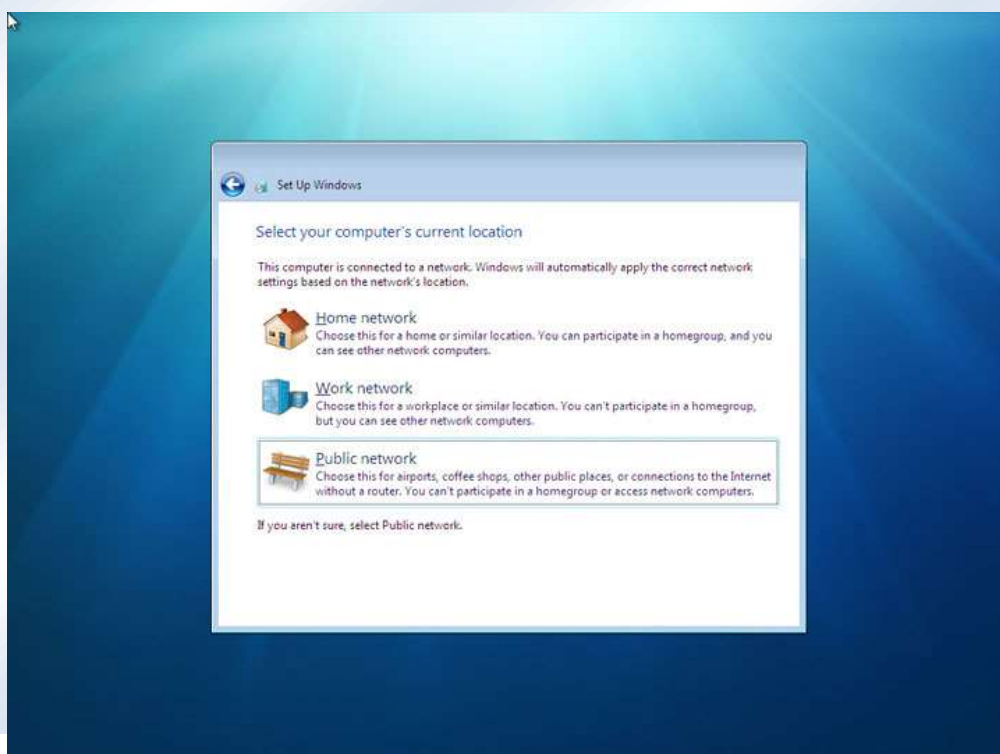 Set Up Windows
Select your computer's current location
This computer is connected to a network. Windows will automatically apply the correct network
settings based on the network's location.
Home network
Choose this for a home or similar location. You can participate in a homegroup, and you
can see other network computers.
Work network
Choose this for a workplace or similar location. You can't participate in a homegroup,
but you can see other network computers.
Public network
Choose this for airports, coffee shops, other public places, or connections to the Internet
without a router. You can't participate in a homegroup or access network computers.
If you aren't sure, select Public network.